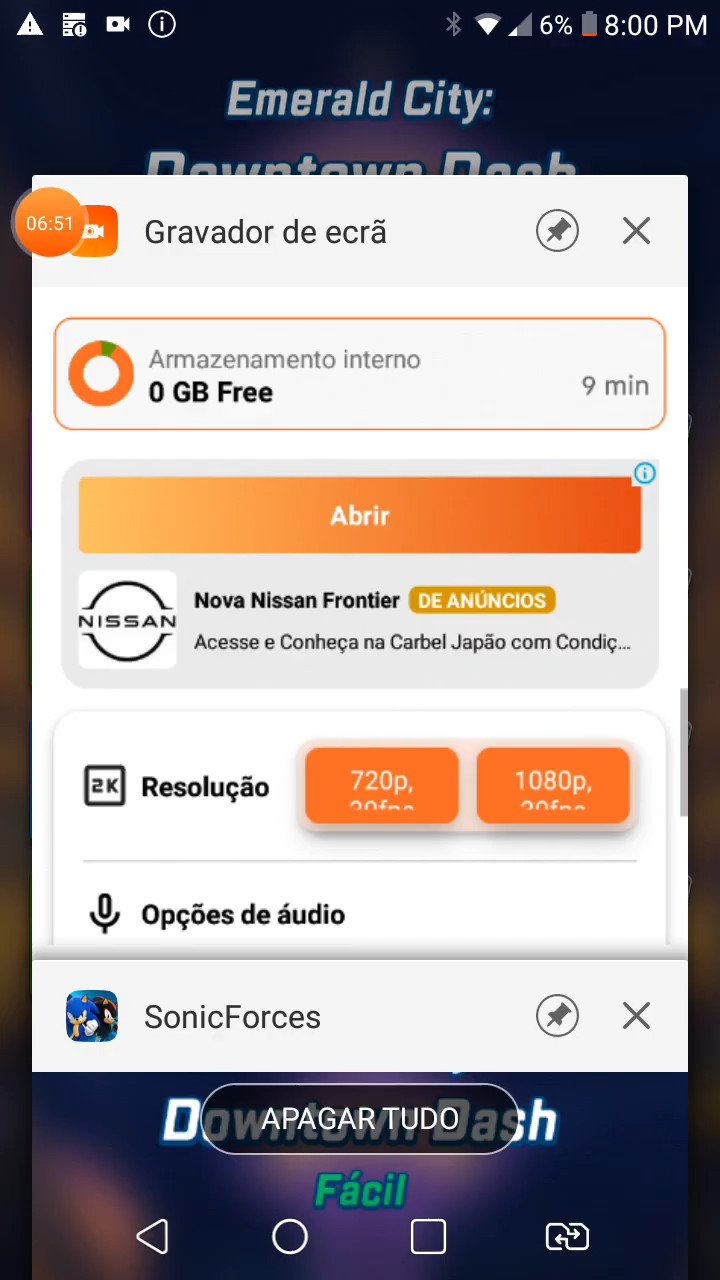 6% 8:00 PM
Emerald City:
Downtown Dash
06:51
Gravador de ecrã
Armazenamento interno
0 GB Free
9 min
Abrir
NISSAN
Nova Nissan Frontier DE ANÚNCIOS
Acesse e Conheça na Carbel Japão com Condiç...
2K Resolução
720p,
30fps
1080p,
30fps
Opções de áudio
SonicForces
APAGAR TUDO
Downtown Dash
Fácil